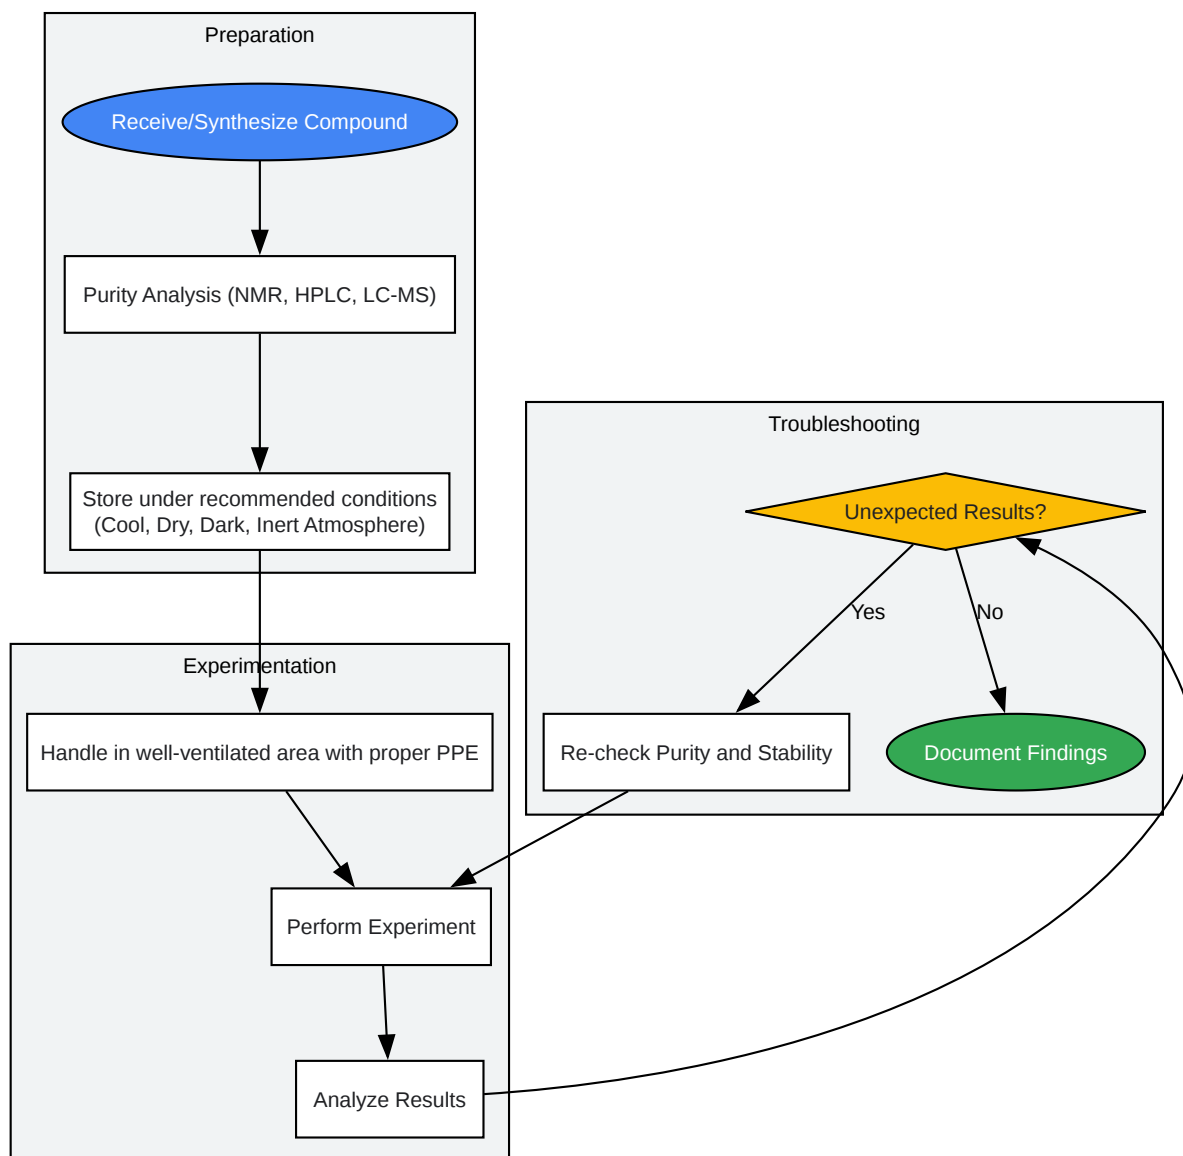 Preparation
Receive/Synthesize Compound
Purity Analysis (NMR, HPLC, LC-MS)
Store under recommended conditions
(Cool, Dry, Dark, Inert Atmosphere)
Experimentation
Handle in well-ventilated area with proper PPE
Perform Experiment
Analyze Results
Troubleshooting
Unexpected Results?
Yes
No
Re-check Purity and Stability
Document Findings